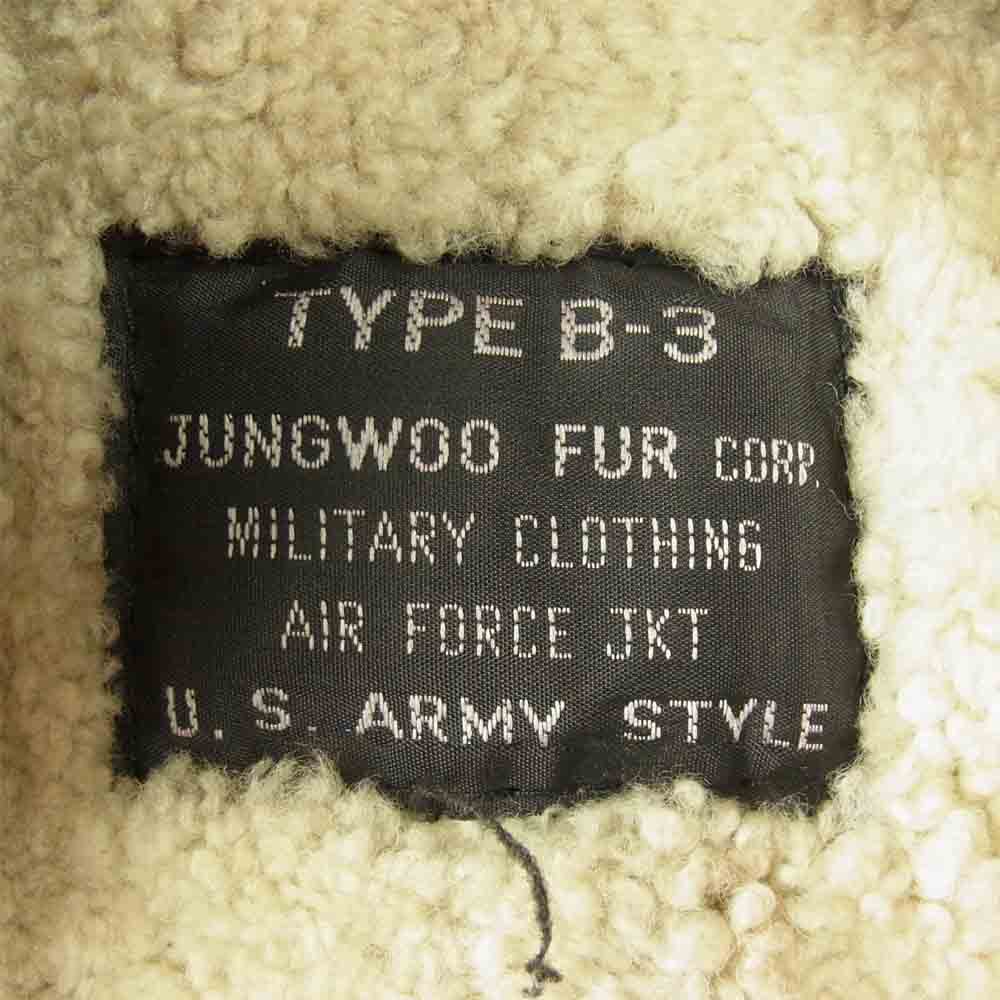 TYPE B-3
JUNGWOO FUR CORP.
MILITARY CLOTHING
AIR FORCE JKT
U. S. ARMY STYLE